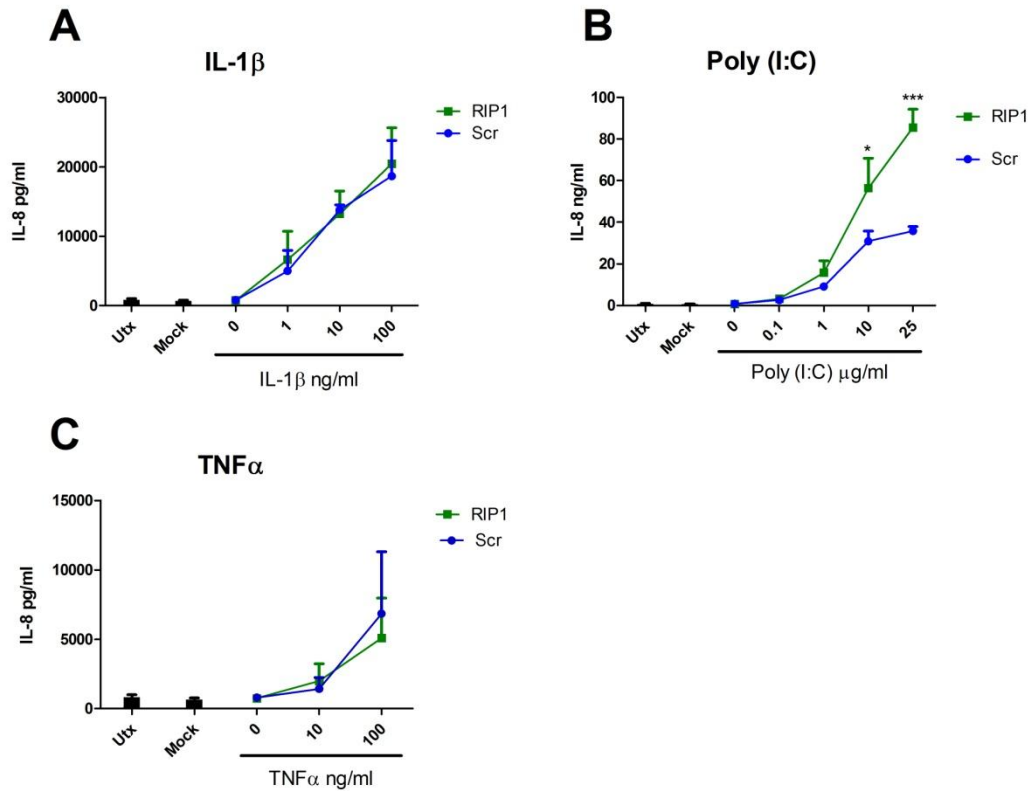 A
IL-1β
30000
20000
10000
0
IL-8 pg/ml
Utx
Mock
0
1
10
100
IL-1β ng/ml
RIP1
Scr
B
Poly (I:C)
100
80
60
40
20
0
IL-8 ng/ml
*
***
Utx
Mock
0
0.1
1
10
25
Poly (I:C) μg/ml
RIP1
Scr
C
TNFα
15000
10000
5000
0
IL-8 pg/ml
Utx
Mock
0
10
100
TNFα ng/ml
RIP1
Scr